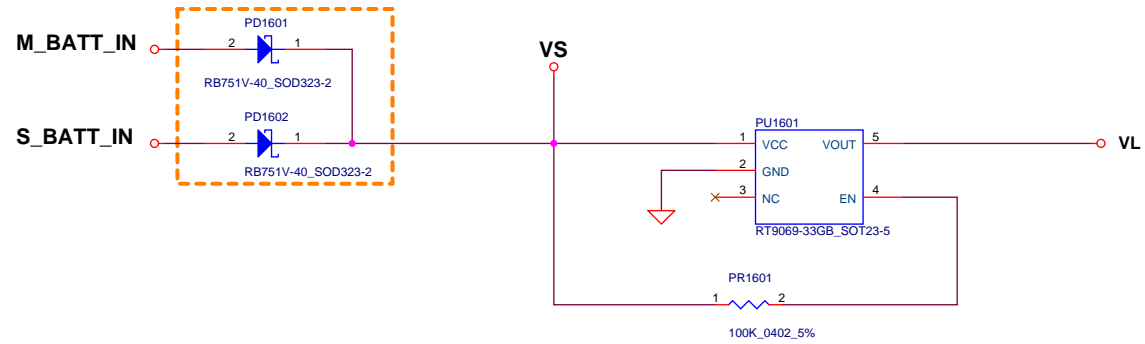 PD1601
M_BATT_IN
2
1
RB751V-40_SOD323-2
VS
PD1602
S_BATT_IN
2
1
RB751V-40_SOD323-2
PU1601
1
VCC
VOUT
5
VL
2
GND
3
NC
EN
4
RT9069-33GB_SOT23-5
PR1601
1
2
100K_0402_5%